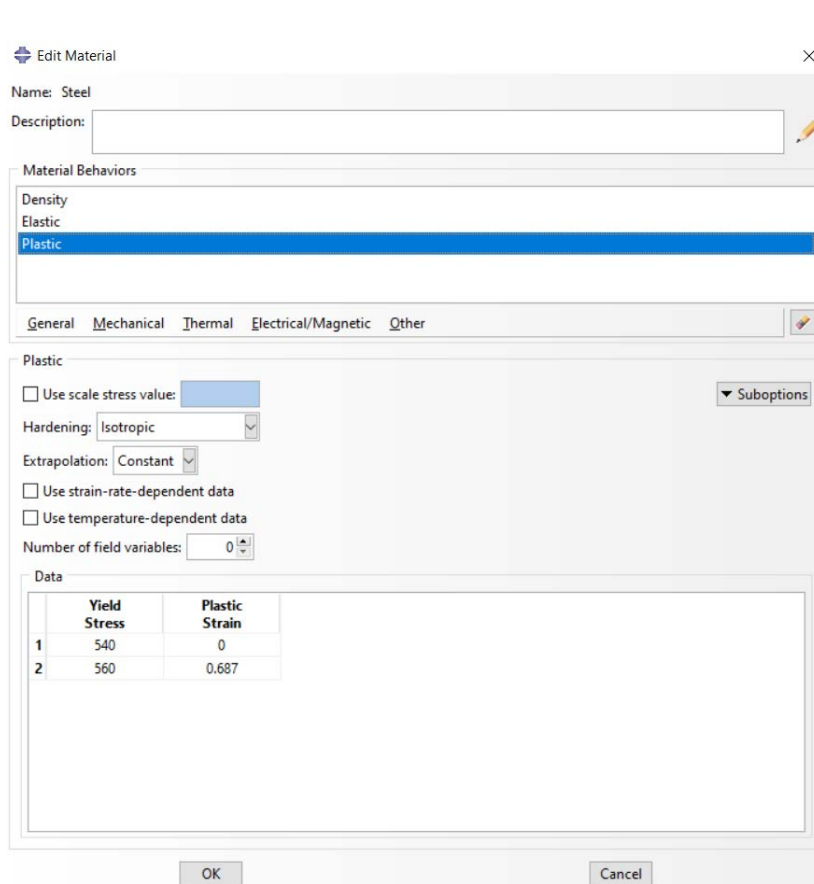 Edit Material
Name: Steel
Description:
Material Behaviors
Density
Elastic
Plastic
General Mechanical Thermal Electrical/Magnetic Other
Plastic
Use scale stress value:
Suboptions
Hardening: Isotropic
Extrapolation: Constant
Use strain-rate-dependent data
Use temperature-dependent data
Number of field variables: 0
Data
Yield Stress Plastic Strain
1 540 0
2 560 0.687
OK Cancel